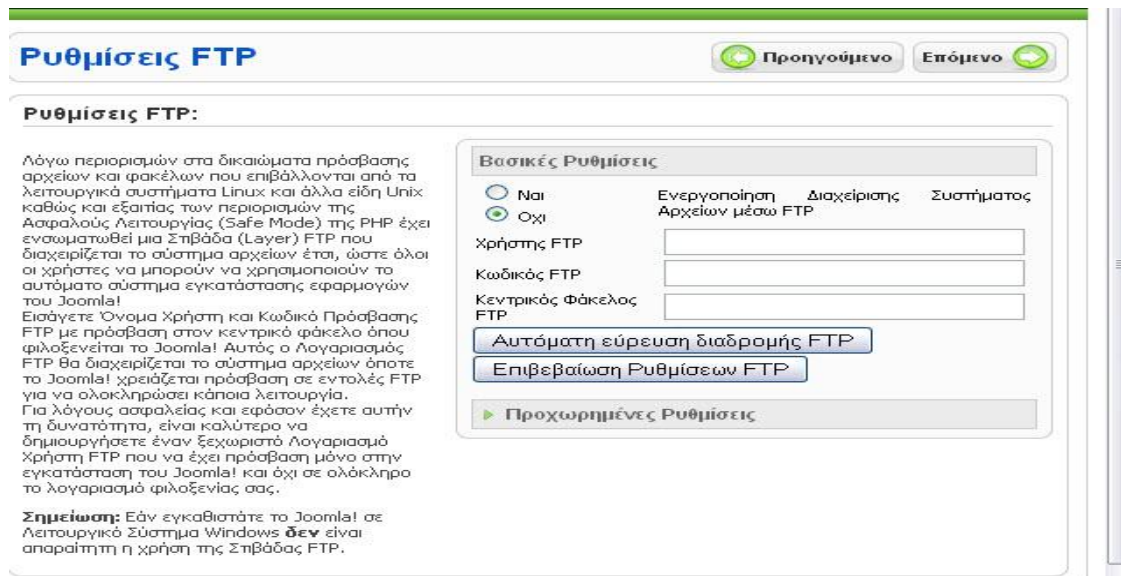 Ρυθμίσεις FTP
Προηγούμενο
Επόμενο
Ρυθμίσεις FTP:
Λόγω περιορισμών στα δικαιώματα πρόσβασης
αρχείων και φακέλων που επιβάλλονται από τα
λειτουργικά συστήματα Linux και άλλα είδη Unix
καθώς και εξαιτίας των περιορισμών της
Ασφαλούς Λειτουργίας (Safe Mode) της PHP έχει
ενσωματωθεί μια Στιβάδα (Layer) FTP που
διαχειρίζεται το σύστημα αρχείων έτσι, ώστε όλοι
οι χρήστες να μπορούν να χρησιμοποιούν το
αυτόματο σύστημα εγκατάστασης εφαρμογών
του Joomla!
Εισάγετε Όνομα Χρήστη και Κωδικό Πρόσβασης
FTP με πρόσβαση στον κεντρικό φάκελο όπου
φιλοξενείται το Joomla! Αυτός ο Λογαριασμός
FTP θα διαχειρίζεται το σύστημα αρχείων όποτε
το Joomla! χρειάζεται πρόσβαση σε εντολές FTP
για να ολοκληρώσει κάποια λειτουργία.
Για λόγους ασφαλείας και εφόσον έχετε αυτήν
τη δυνατότητα, είναι καλύτερο να
δημιουργήσετε έναν ξεχωριστό Λογαριασμό
Χρήστη FTP που να έχει πρόσβαση μόνο στην
εγκατάσταση του Joomla! και όχι σε ολόκληρο
το λογαριασμό φιλοξενίας σας.
Σημείωση: Εάν εγκαθιστάτε το Joomla! σε
Λειτουργικό Σύστημα Windows δεν είναι
απαραίτητη η χρήση της Στιβάδας FTP.
Βασικές Ρυθμίσεις
Ναι
Οχι
Ενεργοποίηση Διαχείρισης Συστήματος
Αρχείων μέσω FTP
Χρήστης FTP
Κωδικός FTP
Κεντρικός Φάκελος
FTP
Αυτόματη εύρευση διαδρομής FTP
Επιβεβαίωση Ρυθμίσεων FTP
Προχωρημένες Ρυθμίσεις